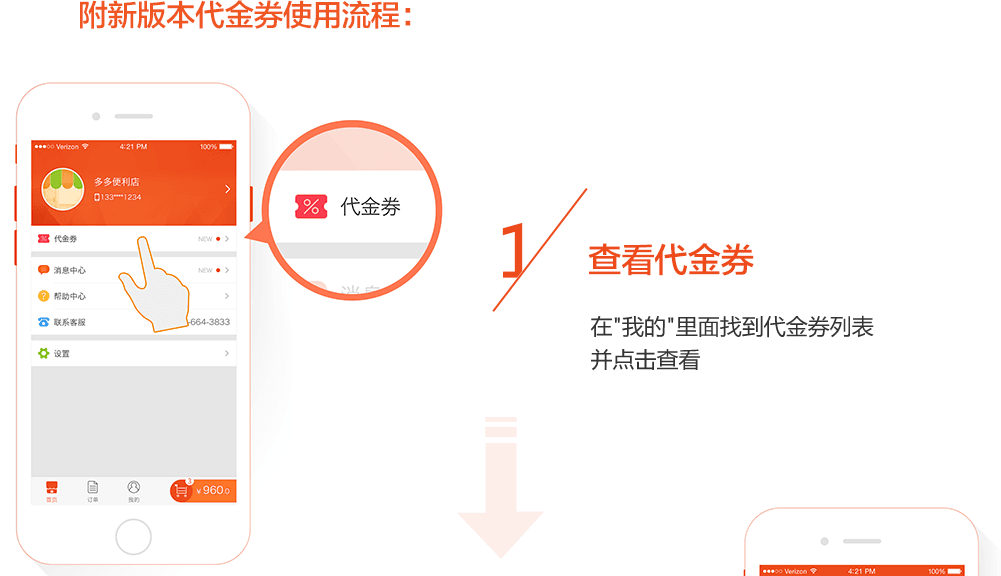 附新版本代金券使用流程：
Verizon
4:21 PM
100%
多多便利店
133****1234
代金券
NEW
消息中心
NEW
帮助中心
联系客服
-664-3833
设置
首页
订单
我的
3
¥960.0
代金券
消息
1
查看代金券
在"我的"里面找到代金券列表
并点击查看
Verizon
4:21 PM
100%